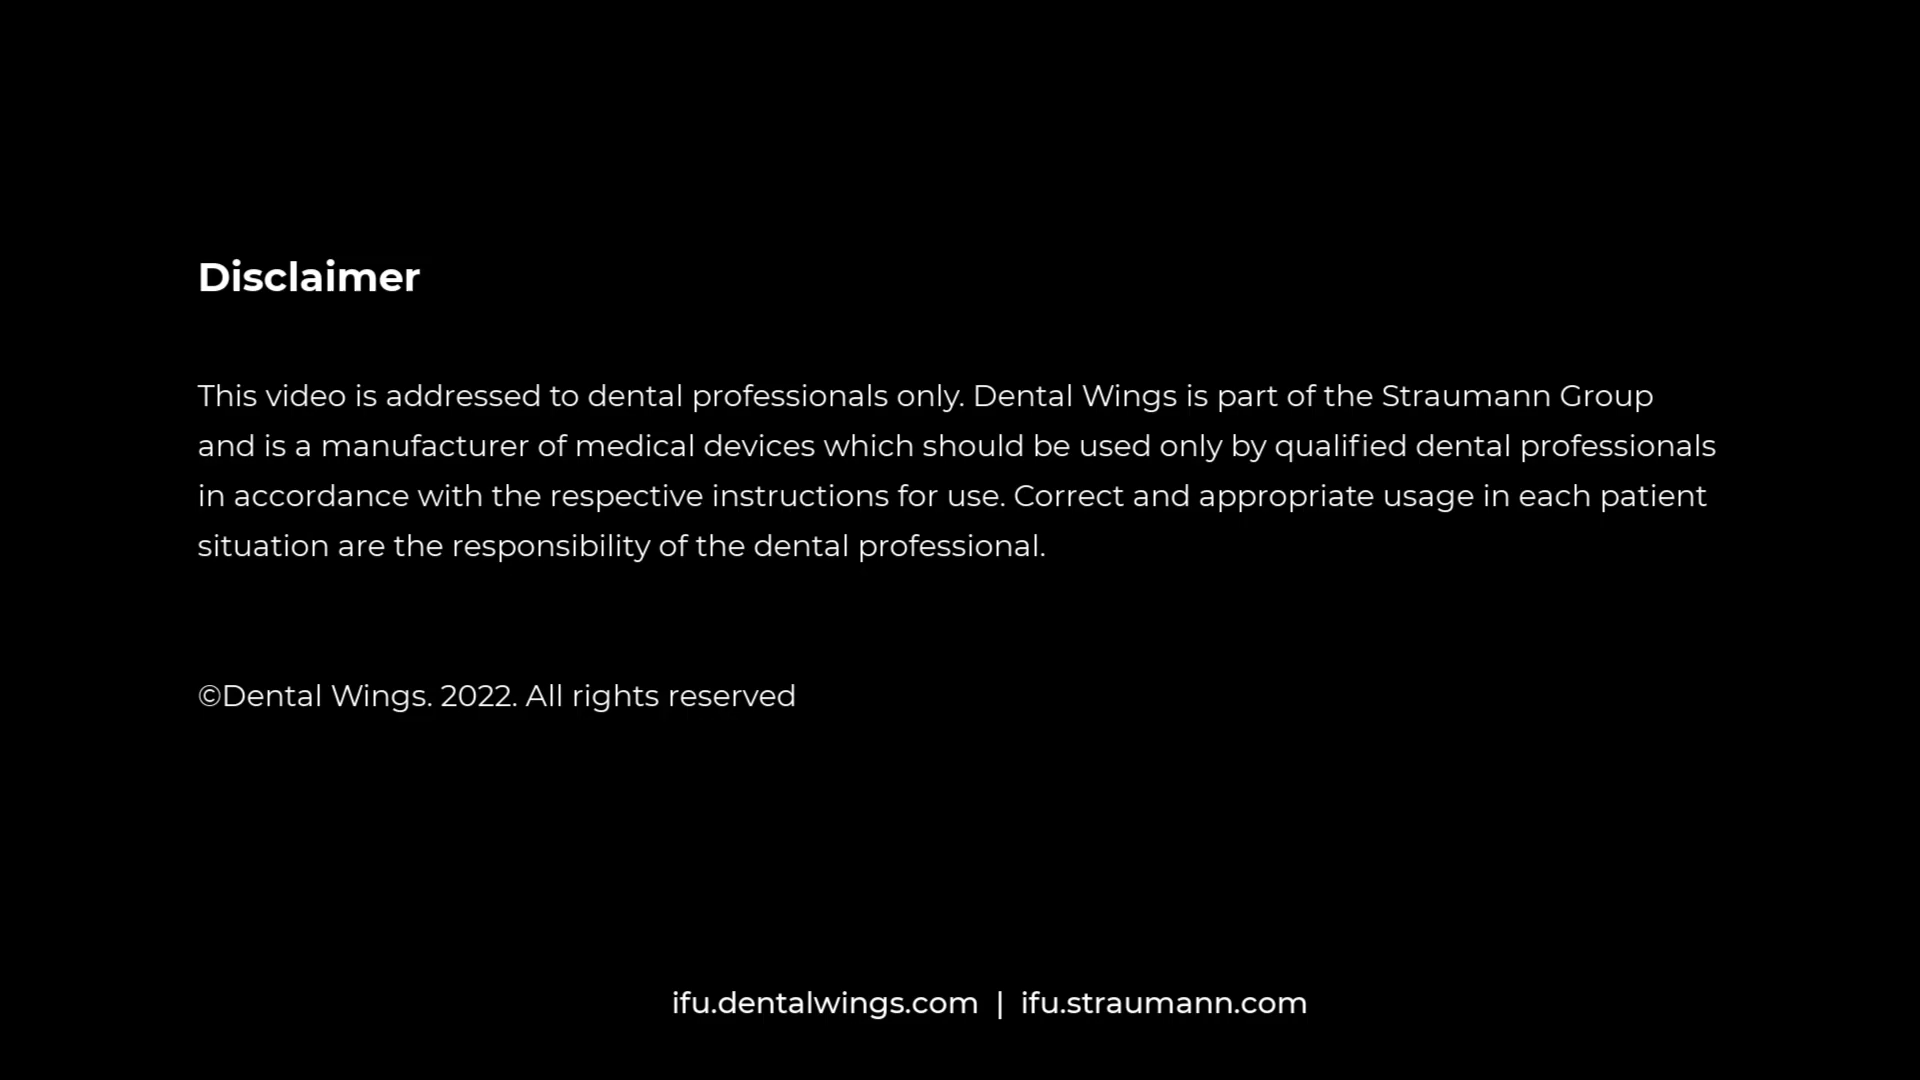 Disclaimer
This video is addressed to dental professionals only. Dental Wings is part of the Straumann Group
and is a manufacturer of medical devices which should be used only by qualified dental professionals
in accordance with the respective instructions for use. Correct and appropriate usage in each patient
situation are the responsibility of the dental professional.
©Dental Wings. 2022. All rights reserved
ifu.dentalwings.com | ifu.straumann.com